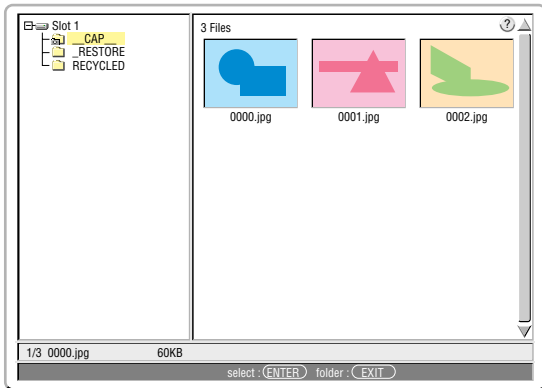 Slot 1
__CAP__
_RESTORE
RECYCLED
3 Files
?
0000.jpg 0001.jpg 0002.jpg
1/3 0000.jpg 60KB
select : ENTER folder : EXIT